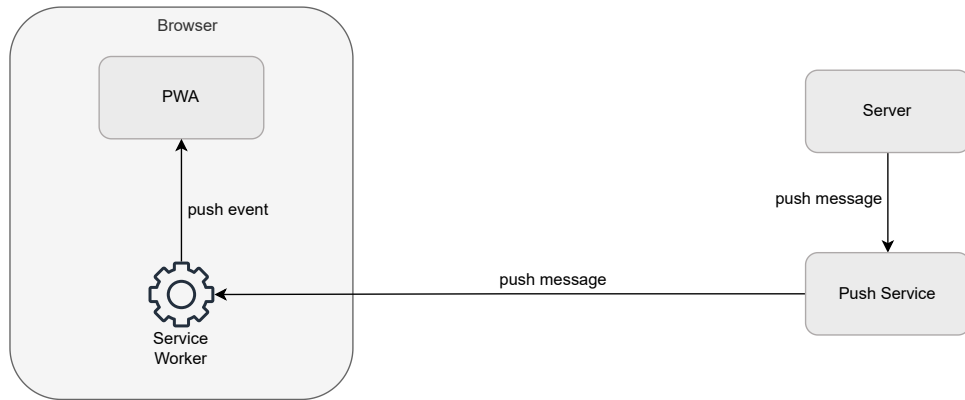 Browser
PWA
Server
push event
push message
push message
Push Service
Service
Worker